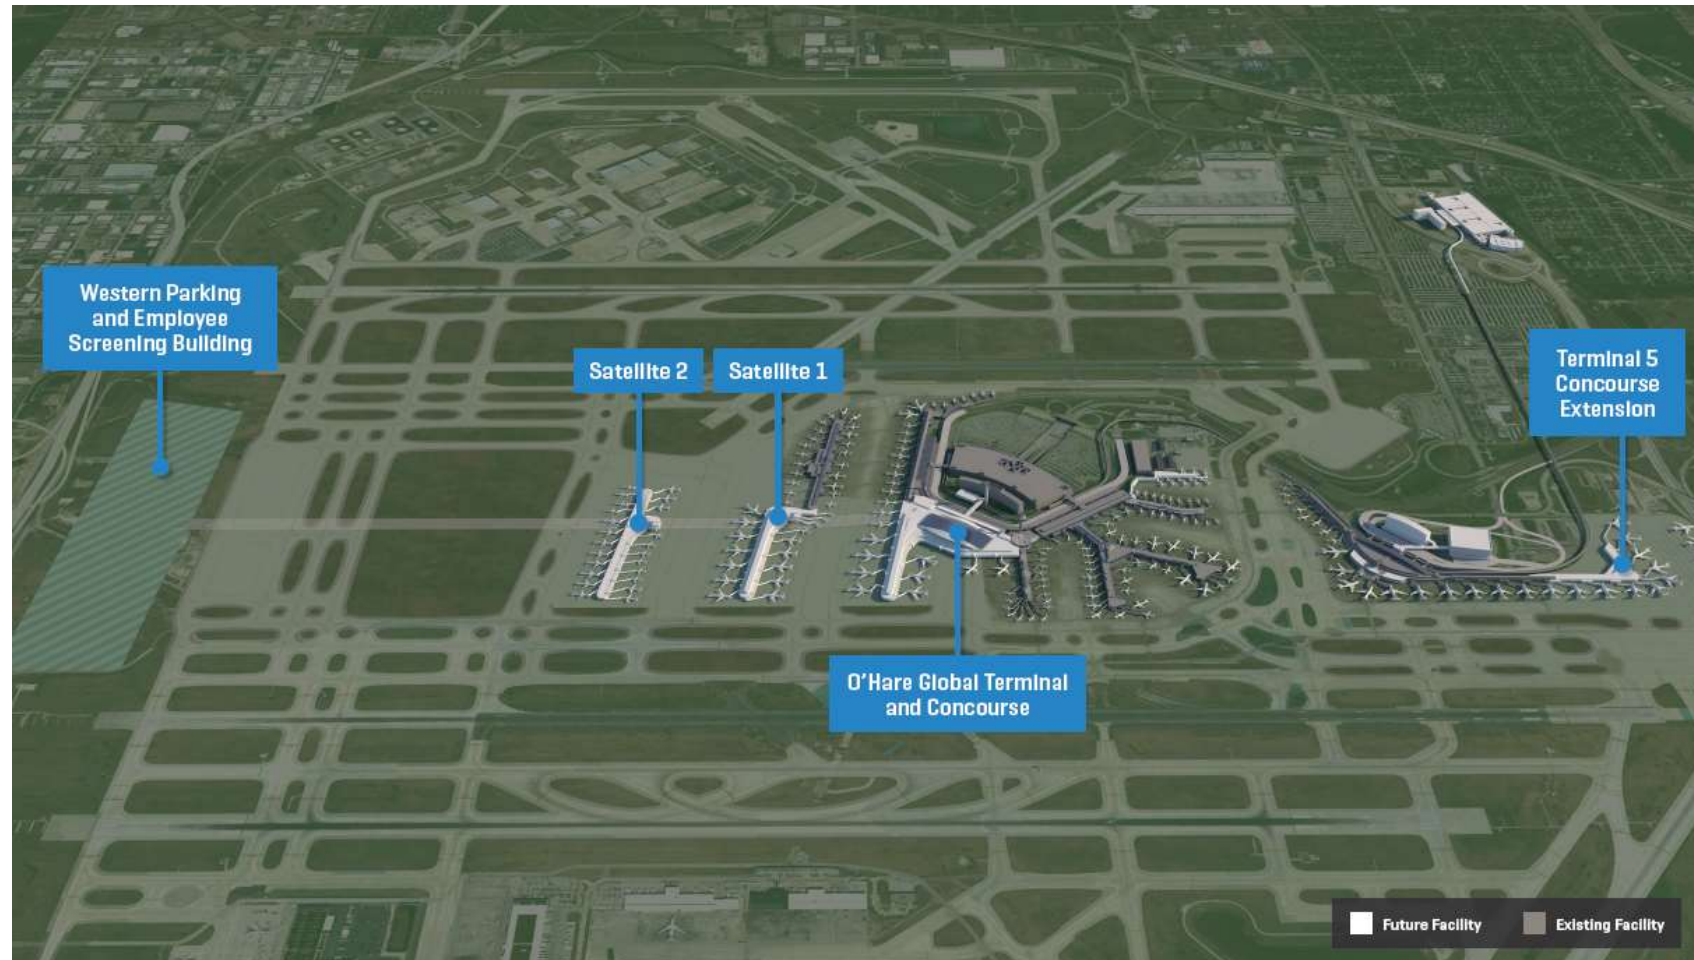 Western Parking
and Employee
Screening Building
Satellite 2
Satellite 1
Terminal 5
Concourse
Extension
O'Hare Global Terminal
and Concourse
Future Facility
Existing Facility